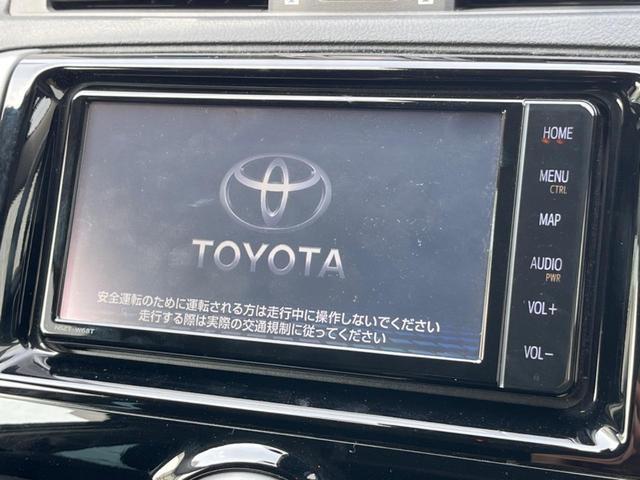 TOYOTA
安全運転のために運転される方は走行中に操作しないでください
走行する際は実際の交通規制に従ってください
NSZT-W68T
HOME
MENU
CTRL
MAP
AUDIO
PWR
VOL+
VOL-